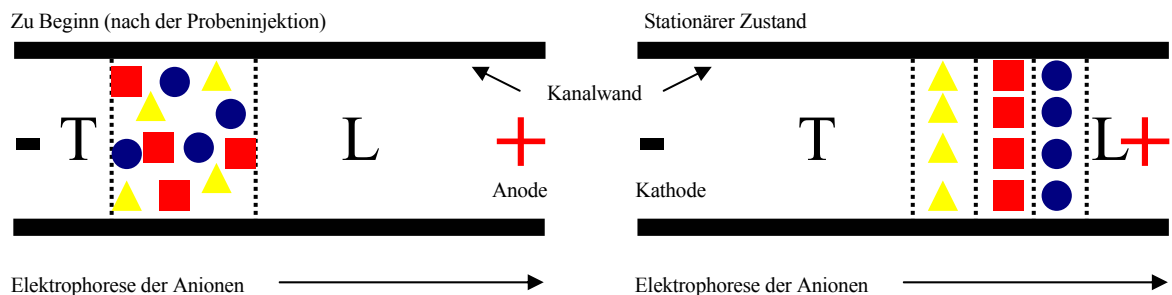 Zu Beginn (nach der Probeninjektion)
Stationärer Zustand
Kanalwand
- T L +
Anode
- T L+
Kathode
Elektrophorese der Anionen
Elektrophorese der Anionen